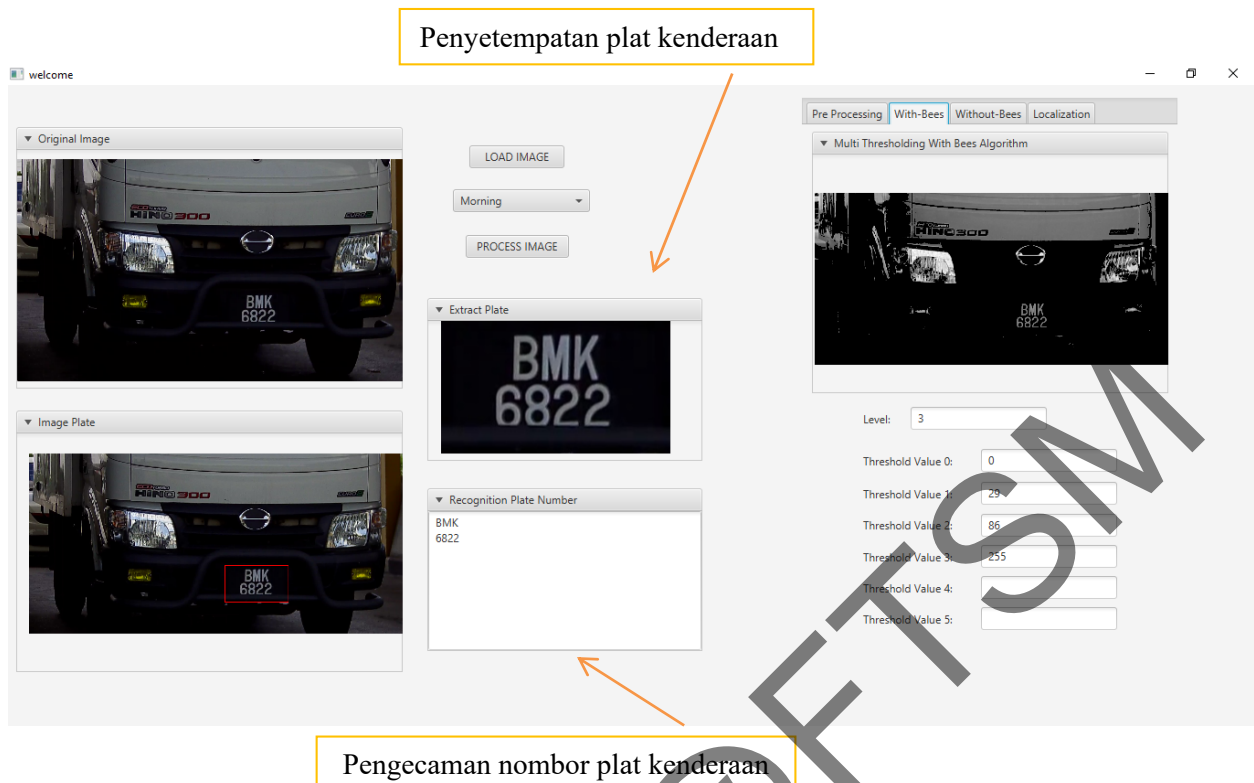 Penyetempatan plat kenderaan
welcome
Original Image
HINO 300
BMK
6822
Image Plate
HINO 300
BMK
6822
LOAD IMAGE
Morning
PROCESS IMAGE
Extract Plate
BMK
6822
Recognition Plate Number
BMK
6822
Pre Processing With-Bees Without-Bees Localization
Multi Thresholding With Bees Algorithm
HINO 300
BMK
6822
Level: 3
Threshold Value 0: 0
Threshold Value 1: 29
Threshold Value 2: 86
Threshold Value 3: 255
Threshold Value 4:
Threshold Value 5:
Pengecaman nombor plat kenderaan
FTSM